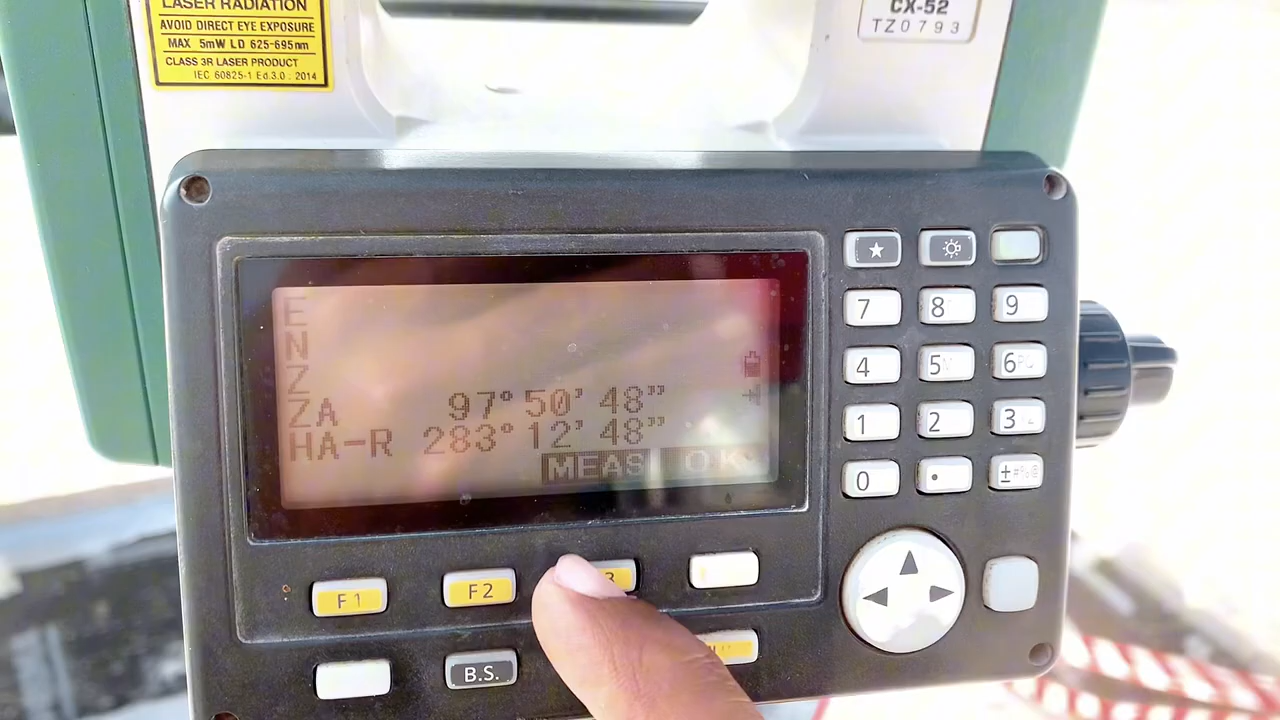 LASER RADIATION
AVOID DIRECT EYE EXPOSURE
MAX 5mW LD 625-695nm
CLASS 3R LASER PRODUCT
IEC 60825-1 Ed.3.0 . 2014
CX-52
TZ0793
E
N
Z
ZA 97° 50' 48"
HA-R 283° 12' 48"
MEAS OK
7 8 9
4 5 6
1 2 3
0 .
F1 F2 3
B.S.